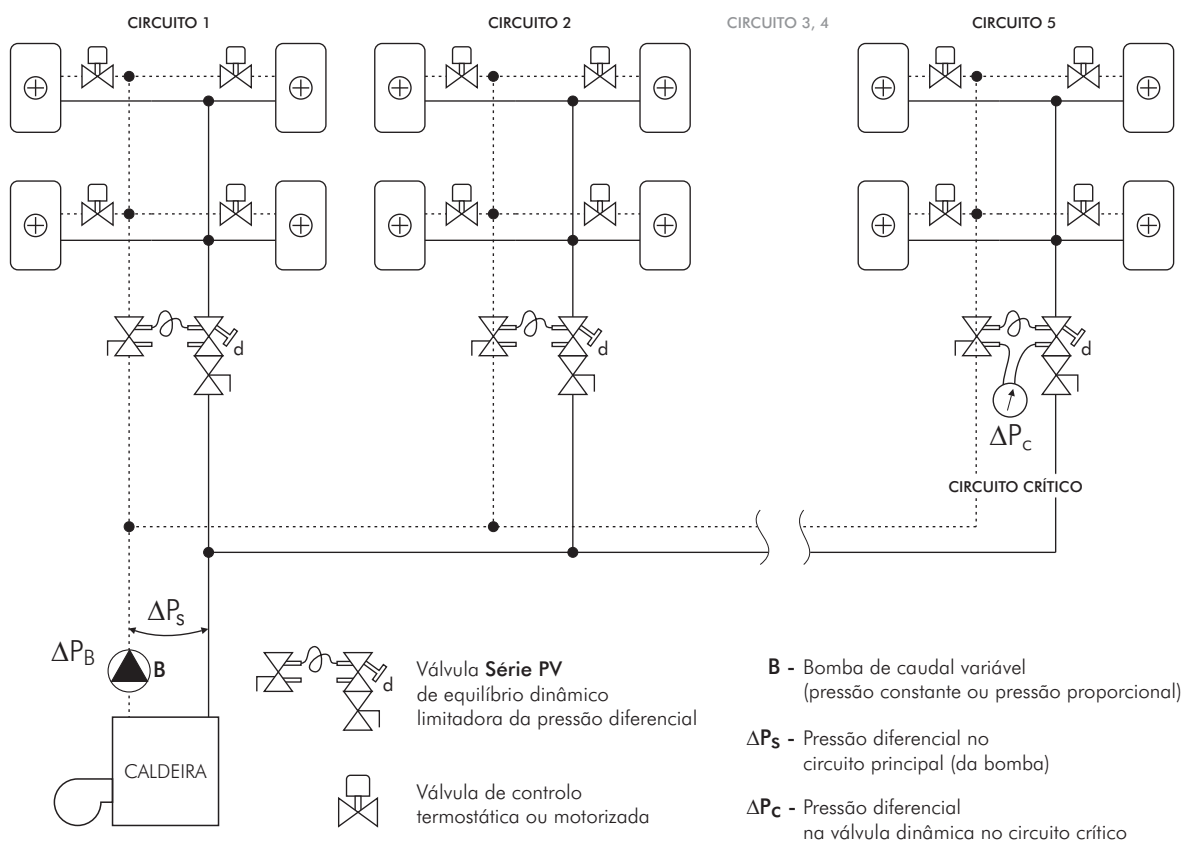 CIRCUITO 1
CIRCUITO 2
CIRCUITO 3, 4
CIRCUITO 5
d
d
d
ΔPc
CIRCUITO CRÍTICO
ΔPs
ΔPB
B
CALDEIRA
d
Válvula Série PV
de equilíbrio dinâmico
limitadora da pressão diferencial
Válvula de controlo
termostática ou motorizada
B - Bomba de caudal variável
(pressão constante ou pressão proporcional)
ΔPs - Pressão diferencial no
circuito principal (da bomba)
ΔPc - Pressão diferencial
na válvula dinâmica no circuito crítico